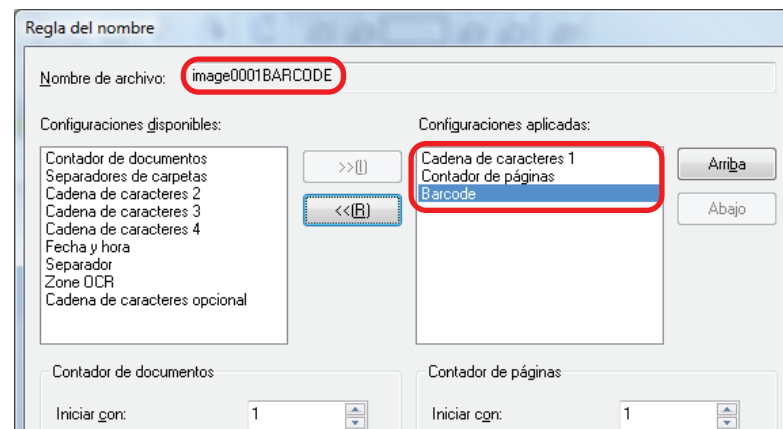 Regla del nombre
Nombre de archivo: image0001BARCODE
Configuraciones disponibles:
Contador de documentos
Separadores de carpetas
Cadena de caracteres 2
Cadena de caracteres 3
Cadena de caracteres 4
Fecha y hora
Separador
Zone OCR
Cadena de caracteres opcional
>>(I)
<<(R)
Configuraciones aplicadas:
Cadena de caracteres 1
Contador de páginas
Barcode
Arriba
Abajo
Contador de documentos
Iniciar con: 1
Contador de páginas
Iniciar con: 1